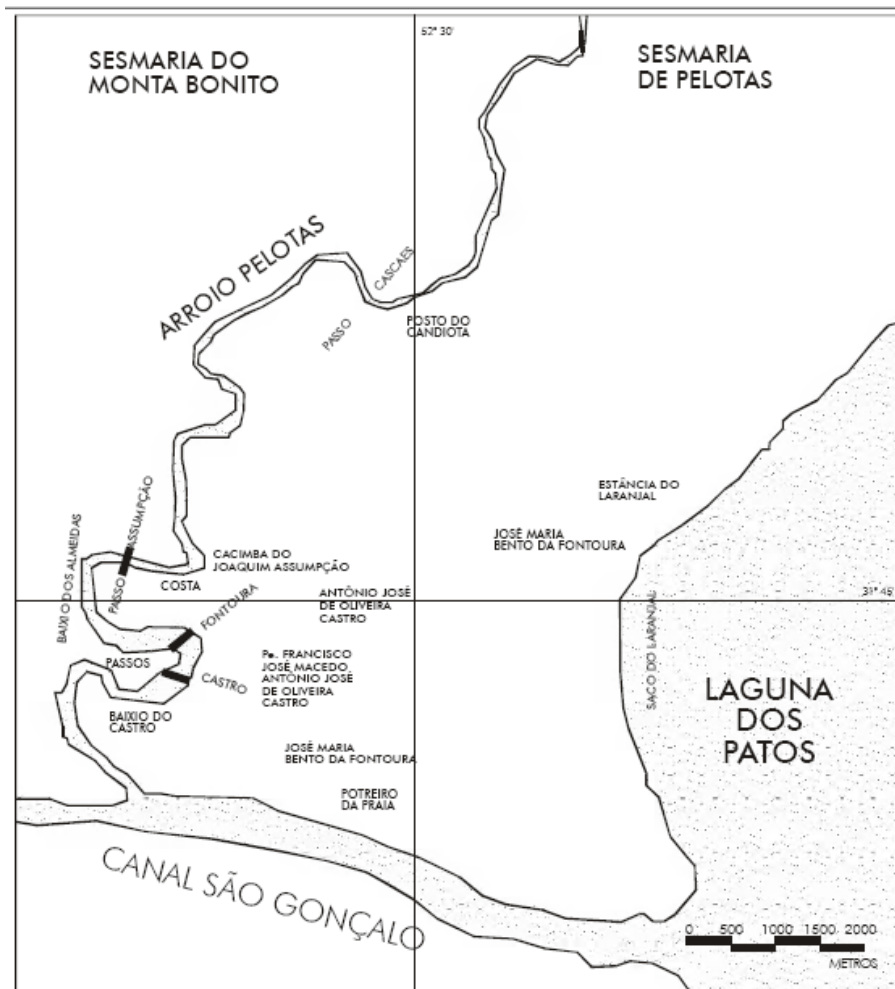 52° 30'
SESMARIA DO
MONTA BONITO
SESMARIA
DE PELOTAS
ARROIO PELOTAS
PASSO CASCAES
POSTO DO
CANDIOTA
ESTÂNCIA DO
LARANJAL
JOSÉ MARIA
BENTO DA FONTOURA
BAIXIO DOS ALMEIDAS
PASSO ASSUMPÇÃO
CACIMBA DO
JOAQUIM ASSUMPÇÃO
COSTA
ANTÔNIO JOSÉ
DE OLIVEIRA
CASTRO
31° 45'
FONTOURA
PASSOS
CASTRO
Pe. FRANCISCO
JOSÉ MACEDO
ANTÔNIO JOSÉ
DE OLIVEIRA
CASTRO
SACO DO LARANJAL
LAGUNA
DOS
PATOS
BAIXIO DO
CASTRO
JOSÉ MARIA
BENTO DA FONTOURA
POTREIRO
DA PRAIA
CANAL SÃO GONÇALO
0 500 1000 1500 2000
METROS